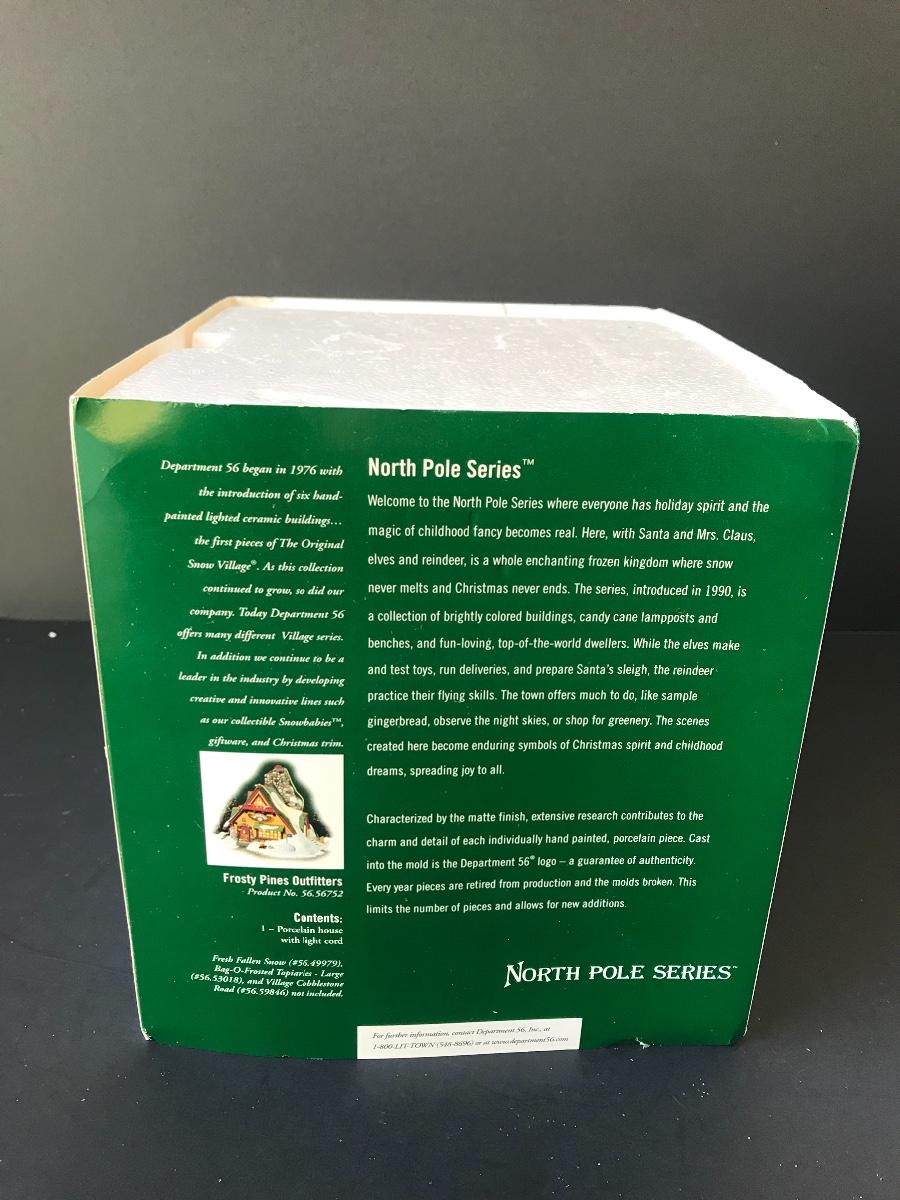 Department 56 began in 1976 with
the introduction of six hand-
painted lighted ceramic buildings...
the first pieces of The Original
Snow Village®. As this collection
continued to grow, so did our
company. Today Department 56
offers many different Village series.
In addition we continue to be a
leader in the industry by developing
creative and innovative lines such
as our collectible Snowbabies™,
giftware, and Christmas trim.
Frosty Pines Outfitters
Product No. 56.56752
Contents:
1 – Porcelain house
with light cord
Fresh Fallen Snow (#56.49979),
Bag-O-Frosted Topiaries - Large
(#56.53018), and Village Cobblestone
Road (#56.59846) not included.
North Pole Series™
Welcome to the North Pole Series where everyone has holiday spirit and the
magic of childhood fancy becomes real. Here, with Santa and Mrs. Claus,
elves and reindeer, is a whole enchanting frozen kingdom where snow
never melts and Christmas never ends. The series, introduced in 1990, is
a collection of brightly colored buildings, candy cane lampposts and
benches, and fun-loving, top-of-the-world dwellers. While the elves make
and test toys, run deliveries, and prepare Santa's sleigh, the reindeer
practice their flying skills. The town offers much to do, like sample
gingerbread, observe the night skies, or shop for greenery. The scenes
created here become enduring symbols of Christmas spirit and childhood
dreams, spreading joy to all.
Characterized by the matte finish, extensive research contributes to the
charm and detail of each individually hand painted, porcelain piece. Cast
into the mold is the Department 56® logo – a guarantee of authenticity.
Every year pieces are retired from production and the molds broken. This
limits the number of pieces and allows for new additions.
NORTH POLE SERIES™
For further information, contact Department 56, Inc., at
1-800-LIT-TOWN (548-8696) or at www.department56.com